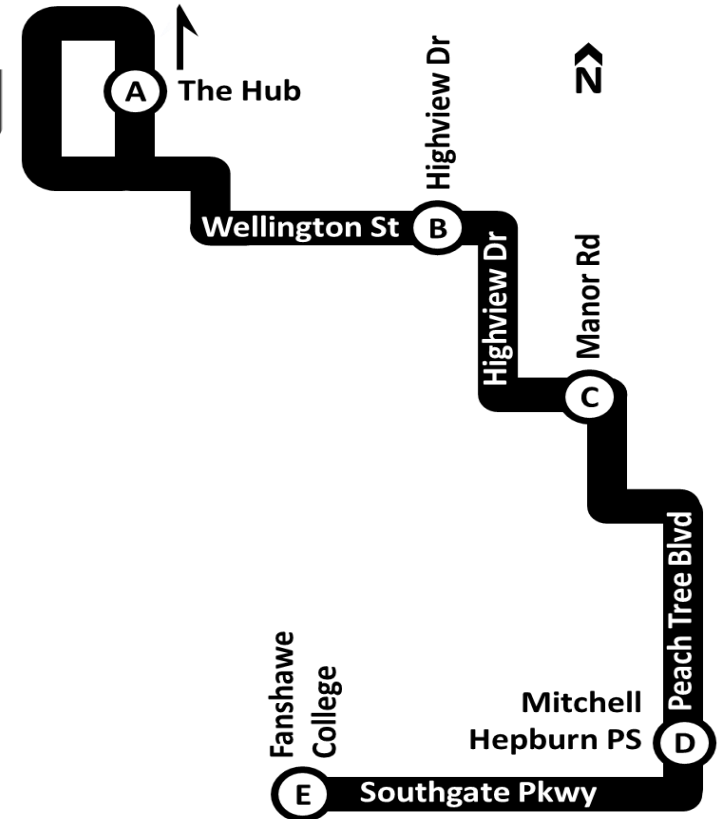 A
The Hub
Highview Dr
N
Wellington St
B
Highview Dr
Manor Rd
C
Peach Tree Blvd
Mitchell
Hepburn PS
D
Fanshawe
College
E
Southgate Pkwy